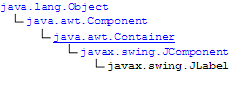 java.lang.Object
java.awt.Component
java.awt.Container
javax.swing.JComponent
javax.swing.JLabel